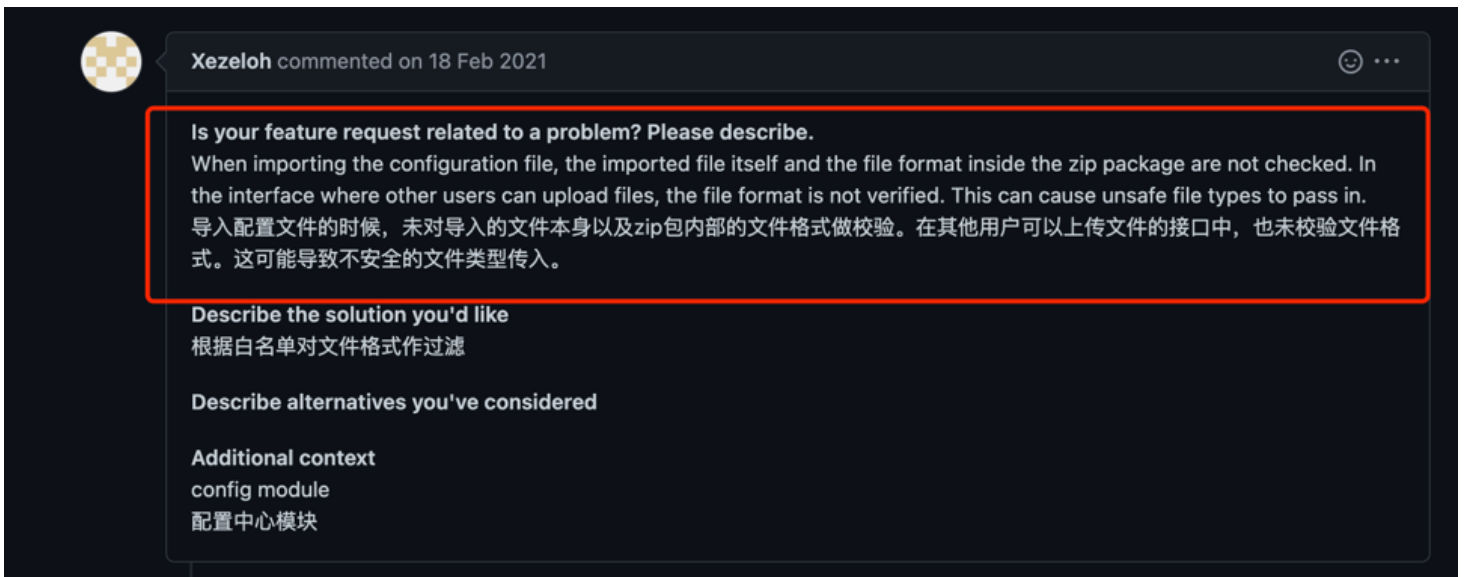 Xezeloh commented on 18 Feb 2021
Is your feature request related to a problem? Please describe.
When importing the configuration file, the imported file itself and the file format inside the zip package are not checked. In
the interface where other users can upload files, the file format is not verified. This can cause unsafe file types to pass in.
导入配置文件的时候，未对导入的文件本身以及zip包内部的文件格式做校验。在其他用户可以上传文件的接口中，也未校验文件格
式。这可能导致不安全的文件类型传入。
Describe the solution you'd like
根据白名单对文件格式作过滤
Describe alternatives you've considered
Additional context
config module
配置中心模块